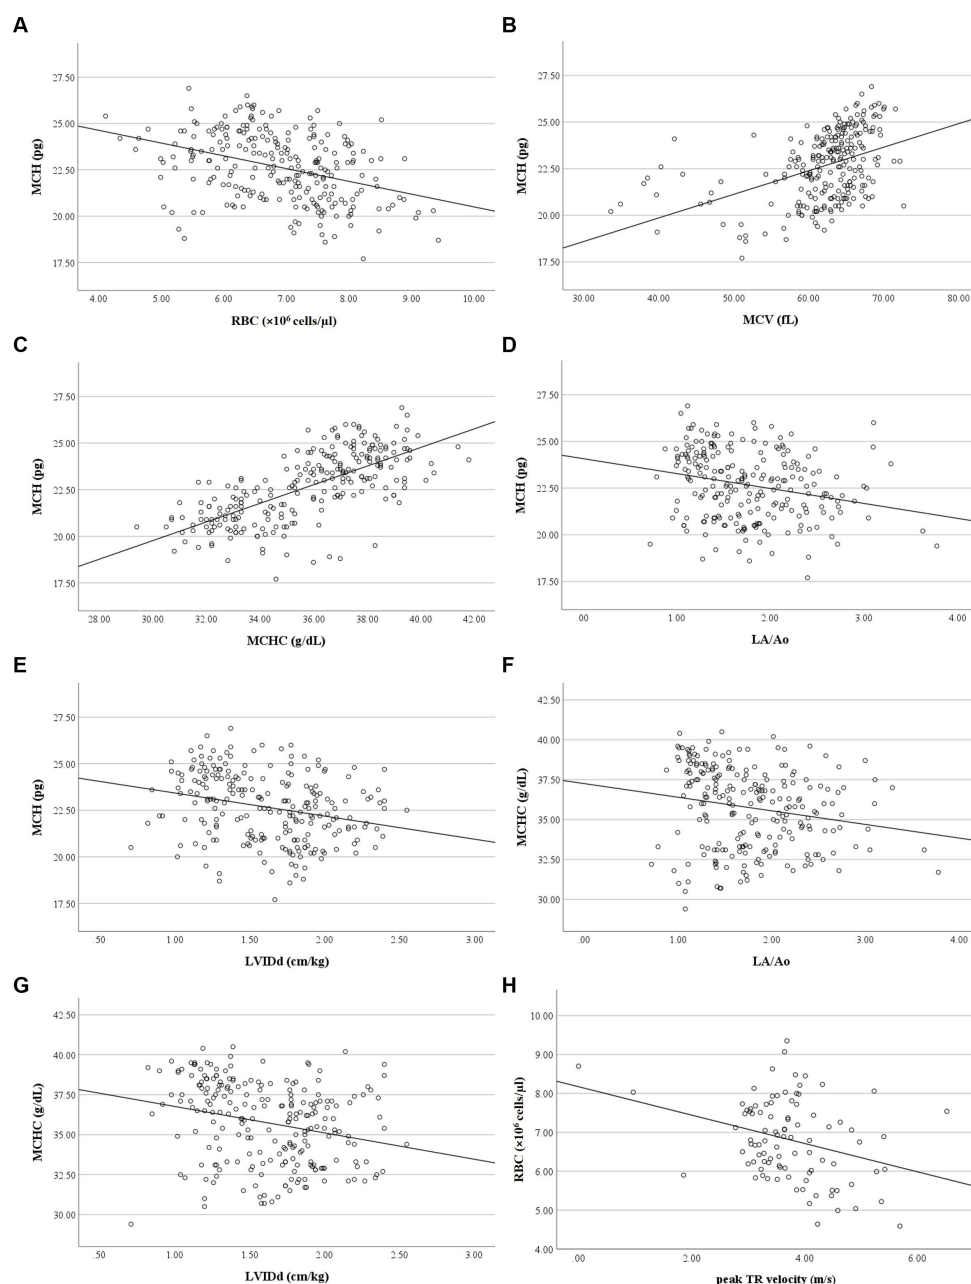 A
MCH (pg)
27.50
25.00
22.50
20.00
17.50
4.00 5.00 6.00 7.00 8.00 9.00 10.00
RBC (×10⁶ cells/µl)
B
MCH (pg)
27.50
25.00
22.50
20.00
17.50
30.00 40.00 50.00 60.00 70.00 80.00
MCV (fL)
C
MCH (pg)
27.50
25.00
22.50
20.00
17.50
28.00 30.00 32.00 34.00 36.00 38.00 40.00 42.00
MCHC (g/dL)
D
MCH (pg)
27.50
25.00
22.50
20.00
17.50
.00 1.00 2.00 3.00 4.00
LA/Ao
E
MCH (pg)
27.50
25.00
22.50
20.00
17.50
.50 1.00 1.50 2.00 2.50 3.00
LVIDd (cm/kg)
F
MCHC (g/dL)
42.50
40.00
37.50
35.00
32.50
30.00
.00 1.00 2.00 3.00 4.00
LA/Ao
G
MCHC (g/dL)
42.50
40.00
37.50
35.00
32.50
30.00
.50 1.00 1.50 2.00 2.50 3.00
LVIDd (cm/kg)
H
RBC (×10⁶ cells/µl)
10.00
9.00
8.00
7.00
6.00
5.00
4.00
.00 2.00 4.00 6.00
peak TR velocity (m/s)